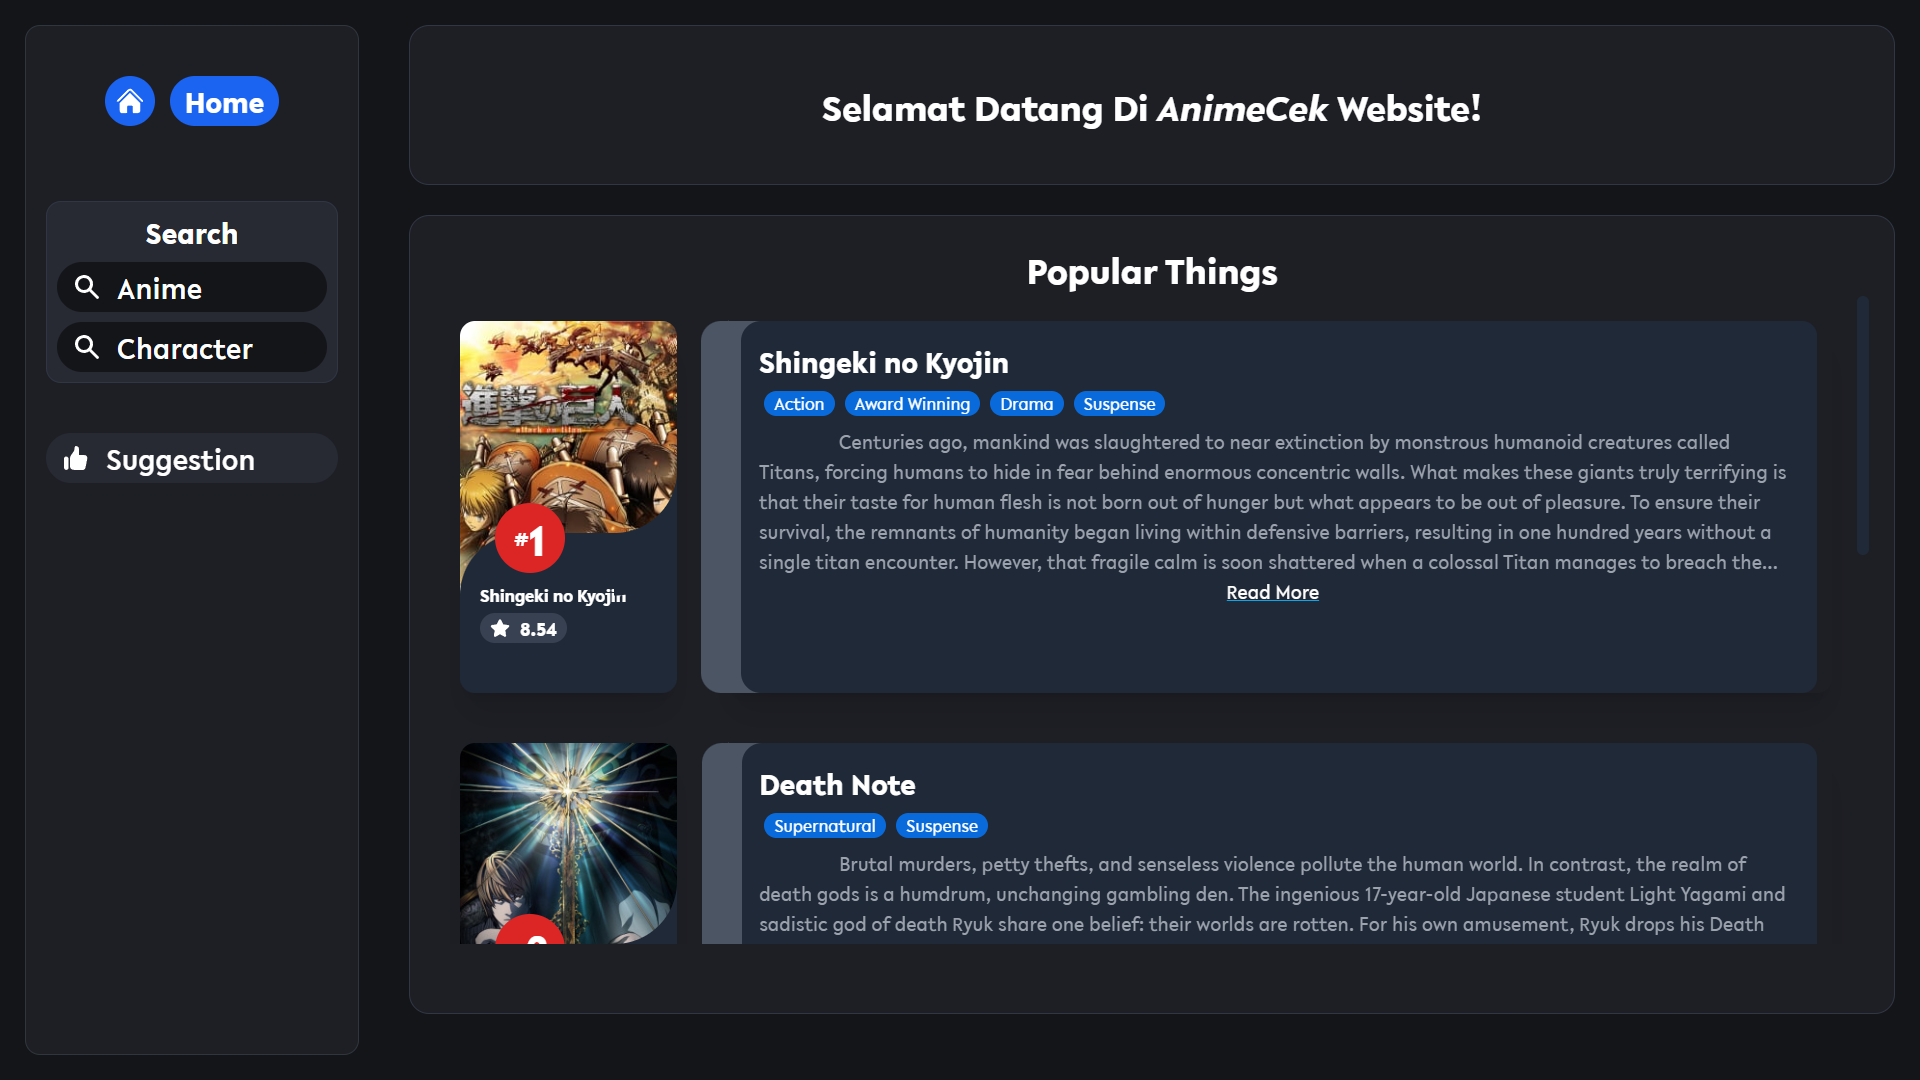 Home
Search
Anime
Character
Suggestion
Selamat Datang Di AnimeCek Website!
Popular Things
進撃の巨人
attack on titan
#1
Shingeki no Kyojin
8.54
Shingeki no Kyojin
Action Award Winning Drama Suspense
Centuries ago, mankind was slaughtered to near extinction by monstrous humanoid creatures called
Titans, forcing humans to hide in fear behind enormous concentric walls. What makes these giants truly terrifying is
that their taste for human flesh is not born out of hunger but what appears to be out of pleasure. To ensure their
survival, the remnants of humanity began living within defensive barriers, resulting in one hundred years without a
single titan encounter. However, that fragile calm is soon shattered when a colossal Titan manages to breach the...
Read More
Death Note
Supernatural Suspense
Brutal murders, petty thefts, and senseless violence pollute the human world. In contrast, the realm of
death gods is a humdrum, unchanging gambling den. The ingenious 17-year-old Japanese student Light Yagami and
sadistic god of death Ryuk share one belief: their worlds are rotten. For his own amusement, Ryuk drops his Death